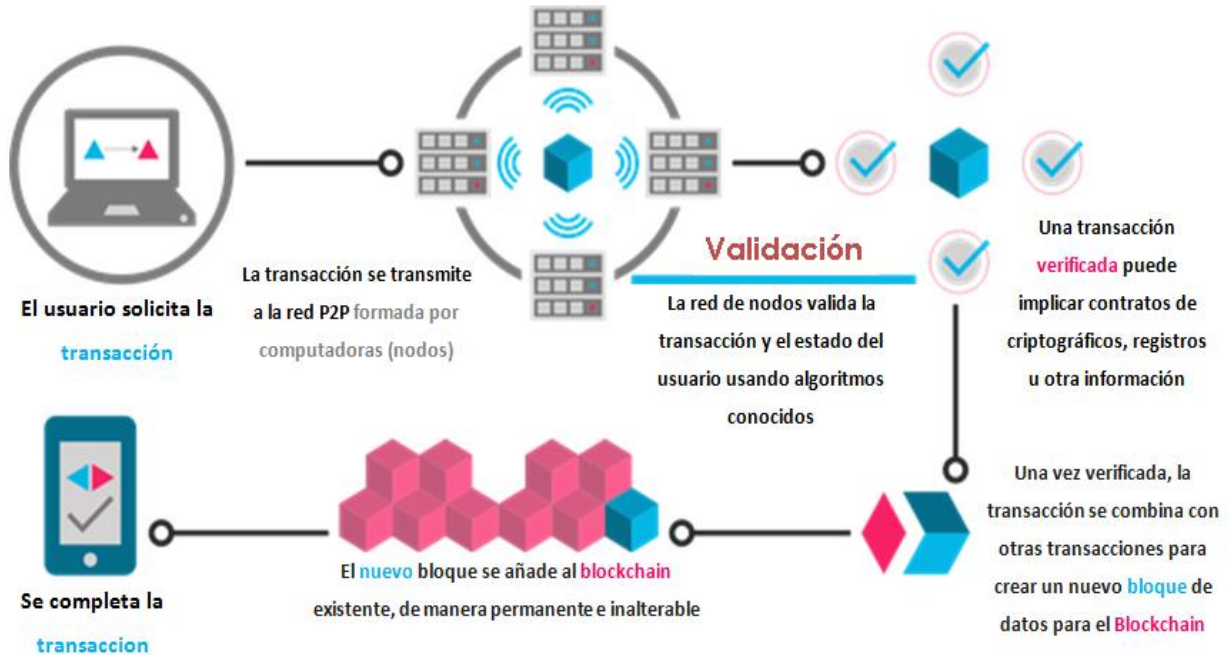 El usuario solicita la
transacción
La transacción se transmite
a la red P2P formada por
computadoras (nodos)
Validación
La red de nodos valida la
transacción y el estado del
usuario usando algoritmos
conocidos
Una transacción
verificada puede
implicar contratos de
criptográficos, registros
u otra información
Una vez verificada, la
transacción se combina con
otras transacciones para
crear un nuevo bloque de
datos para el Blockchain
El nuevo bloque se añade al blockchain
existente, de manera permanente e inalterable
Se completa la
transaccion